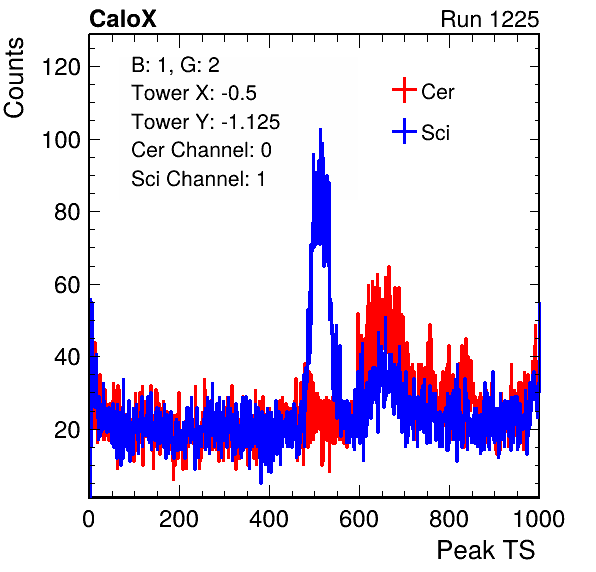 CaloX Run 1225
Counts
B: 1, G: 2
Tower X: -0.5
Tower Y: -1.125
Cer Channel: 0
Sci Channel: 1
Cer
Sci
120
100
80
60
40
20
0 200 400 600 800 1000
Peak TS